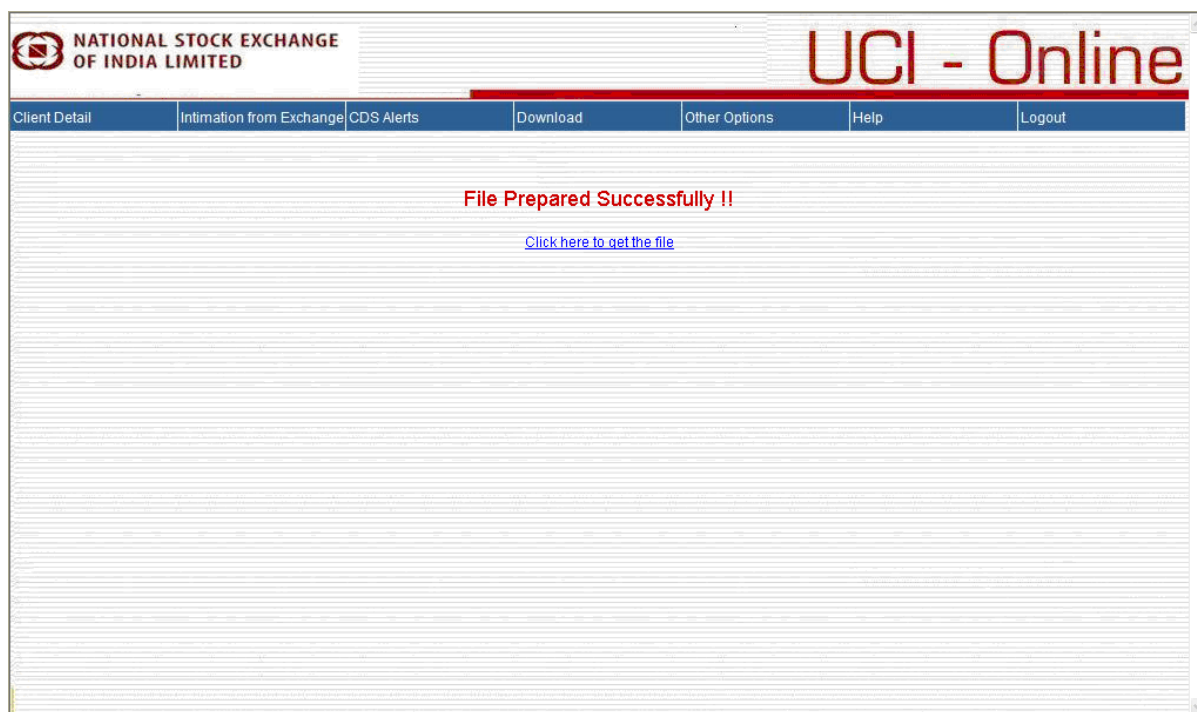 NATIONAL STOCK EXCHANGE
OF INDIA LIMITED
UCI - Online
Client Detail Intimation from Exchange CDS Alerts Download Other Options Help Logout
File Prepared Successfully !!
Click here to get the file